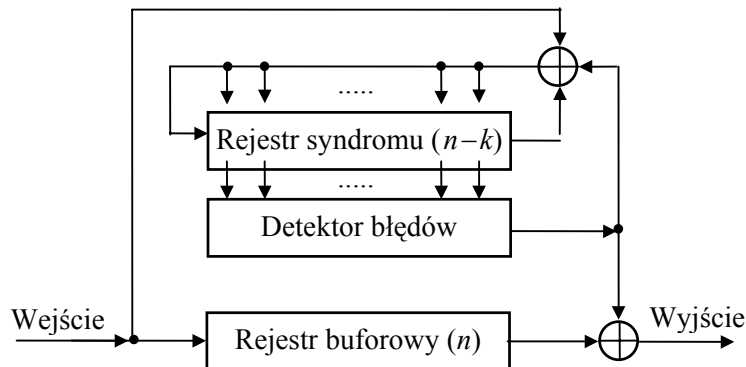 .....
Rejestr syndromu (n–k)
.....
Detektor błędów
Wejście
Rejestr buforowy (n)
Wyjście